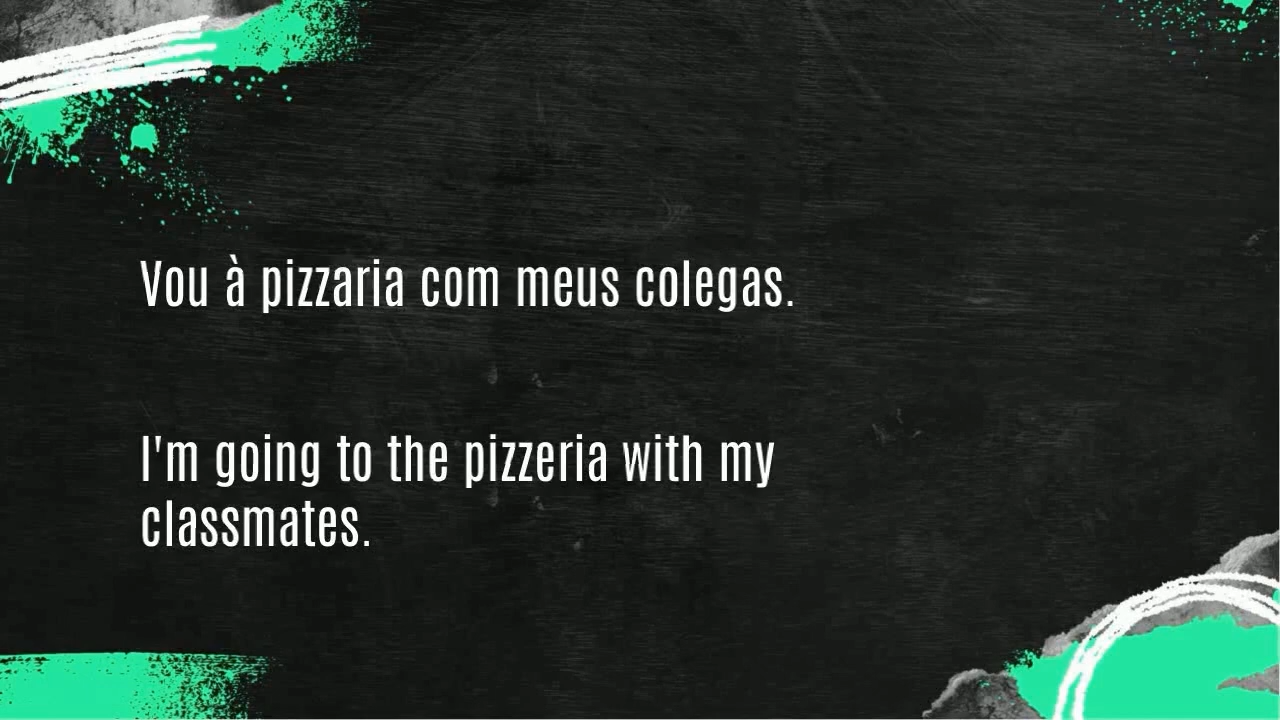 Vou à pizzaria com meus colegas.
I'm going to the pizzeria with my
classmates.